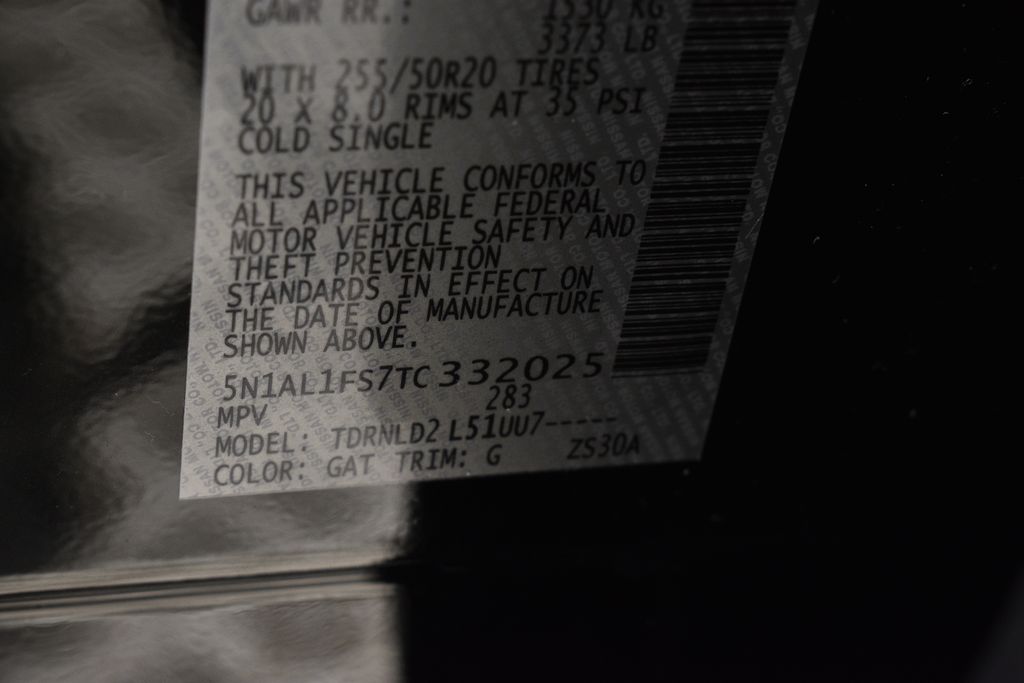 GAWR RR.: 1530 KG
3373 LB
WITH 255/50R20 TIRES
20 X 8.0 RIMS AT 35 PSI
COLD SINGLE
THIS VEHICLE CONFORMS TO
ALL APPLICABLE FEDERAL
MOTOR VEHICLE SAFETY AND
THEFT PREVENTION
STANDARDS IN EFFECT ON
THE DATE OF MANUFACTURE
SHOWN ABOVE.
5N1AL1FS7TC332025
MPV 283
MODEL: TDRNLD2 L51UU7-----
COLOR: GAT TRIM: G ZS30A